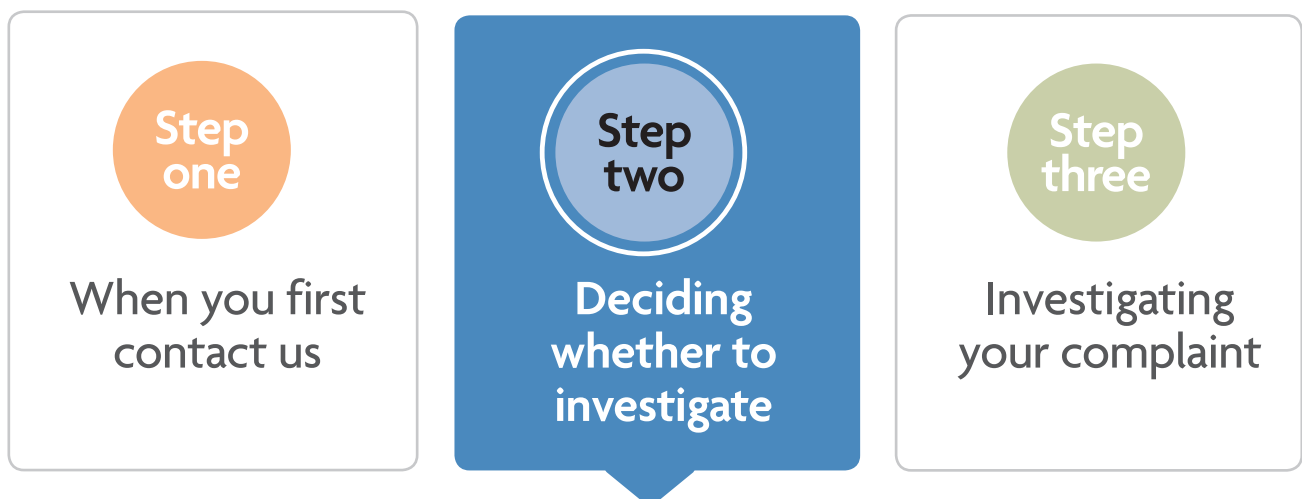 Step
one
When you first
contact us
Step
two
Deciding
whether to
investigate
Step
three
Investigating
your complaint